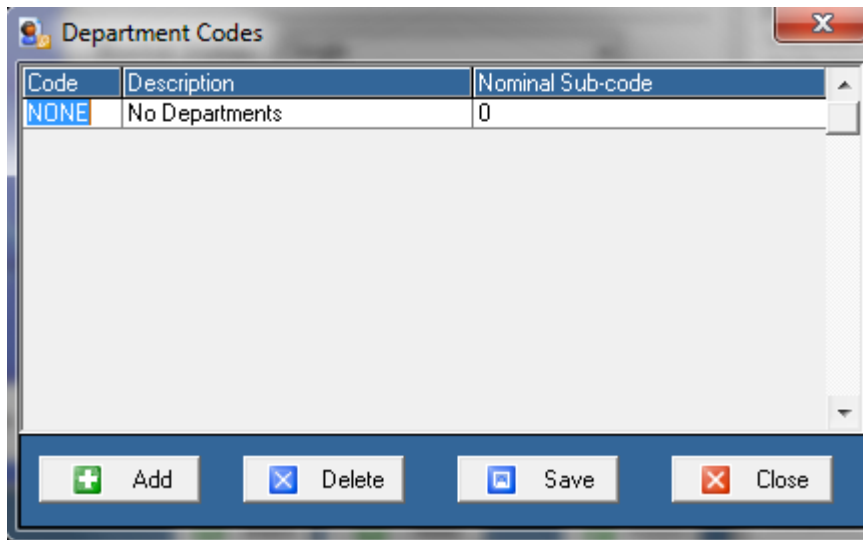 Department Codes
Code Description Nominal Sub-code
NONE No Departments 0
Add Delete Save Close